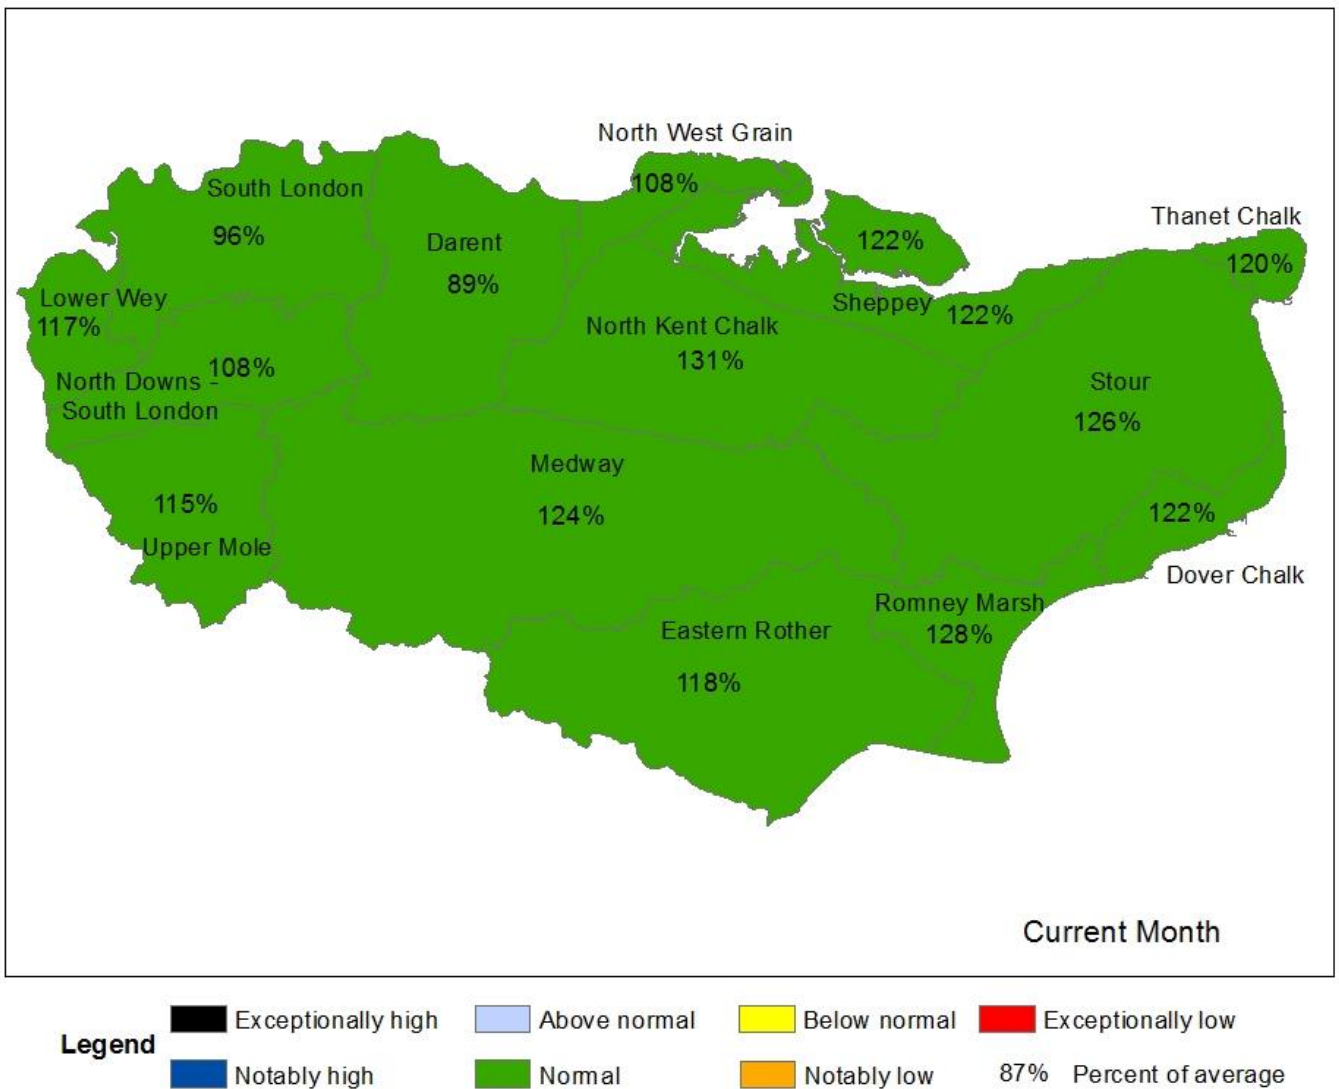 North West Grain
108%
South London
96%
Darent
89%
122%
Thanet Chalk
120%
Lower Wey
117%
Sheppey
122%
North Kent Chalk
131%
108%
North Downs -
South London
Stour
126%
Medway
124%
115%
Upper Mole
122%
Dover Chalk
Romney Marsh
128%
Eastern Rother
118%
Current Month
Legend
Exceptionally high
Above normal
Below normal
Exceptionally low
Notably high
Normal
Notably low
87% Percent of average